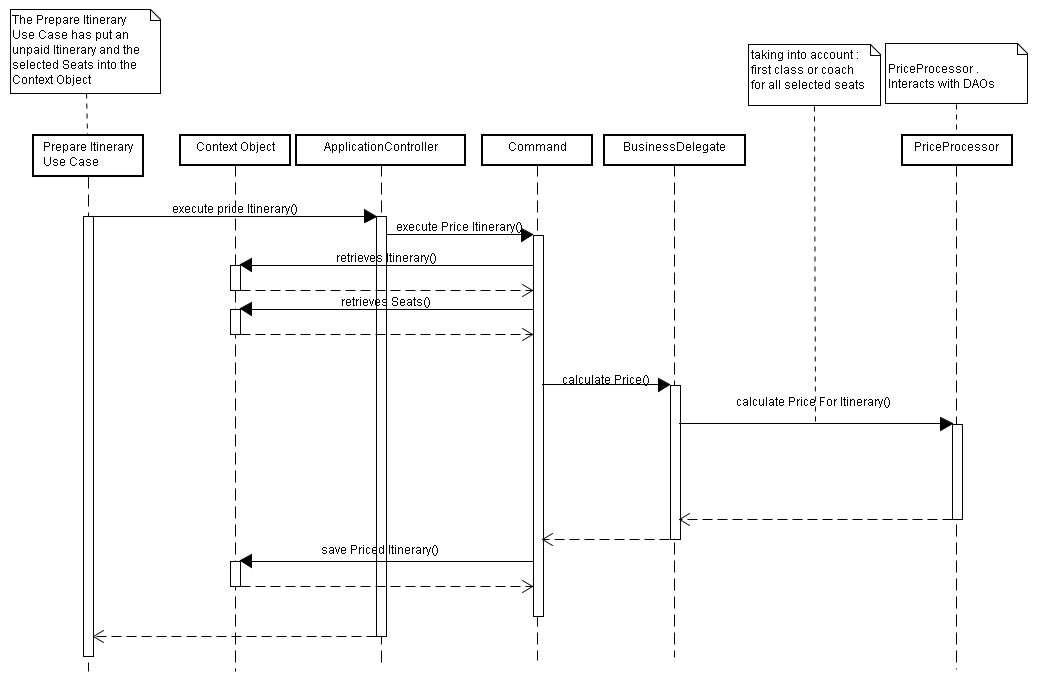 The Prepare Itinerary
Use Case has put an
unpaid Itinerary and the
selected Seats into the
Context Object
taking into account :
first class or coach
for all selected seats
PriceProcessor .
Interacts with DAOs
Prepare Itinerary
Use Case
Context Object
ApplicationController
Command
BusinessDelegate
PriceProcessor
execute price Itinerary()
execute Price Itinerary()
retrieves Itinerary()
retrieves Seats()
calculate Price()
calculate Price For Itinerary()
save Priced Itinerary()